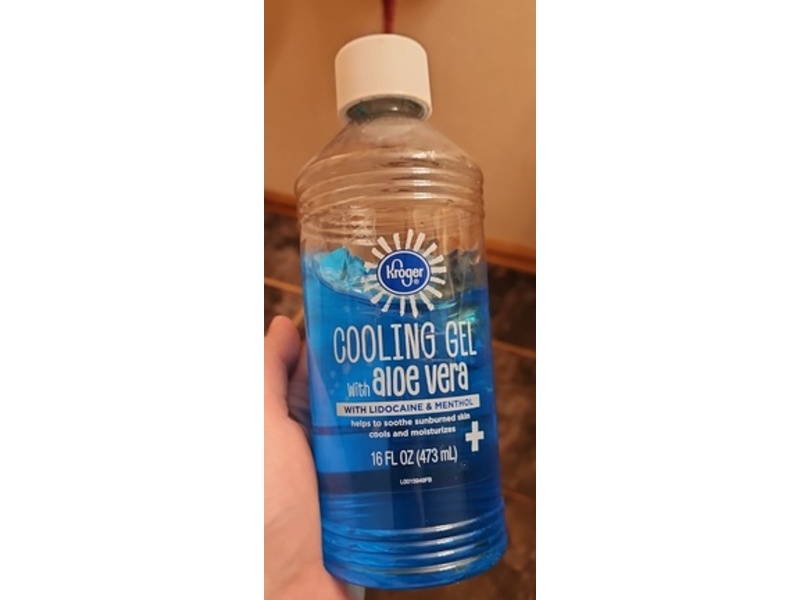 Kroger®
COOLING GEL
with aloe vera
WITH LIDOCAINE & MENTHOL
helps to soothe sunburned skin
cools and moisturizes
16 FL OZ (473 mL)